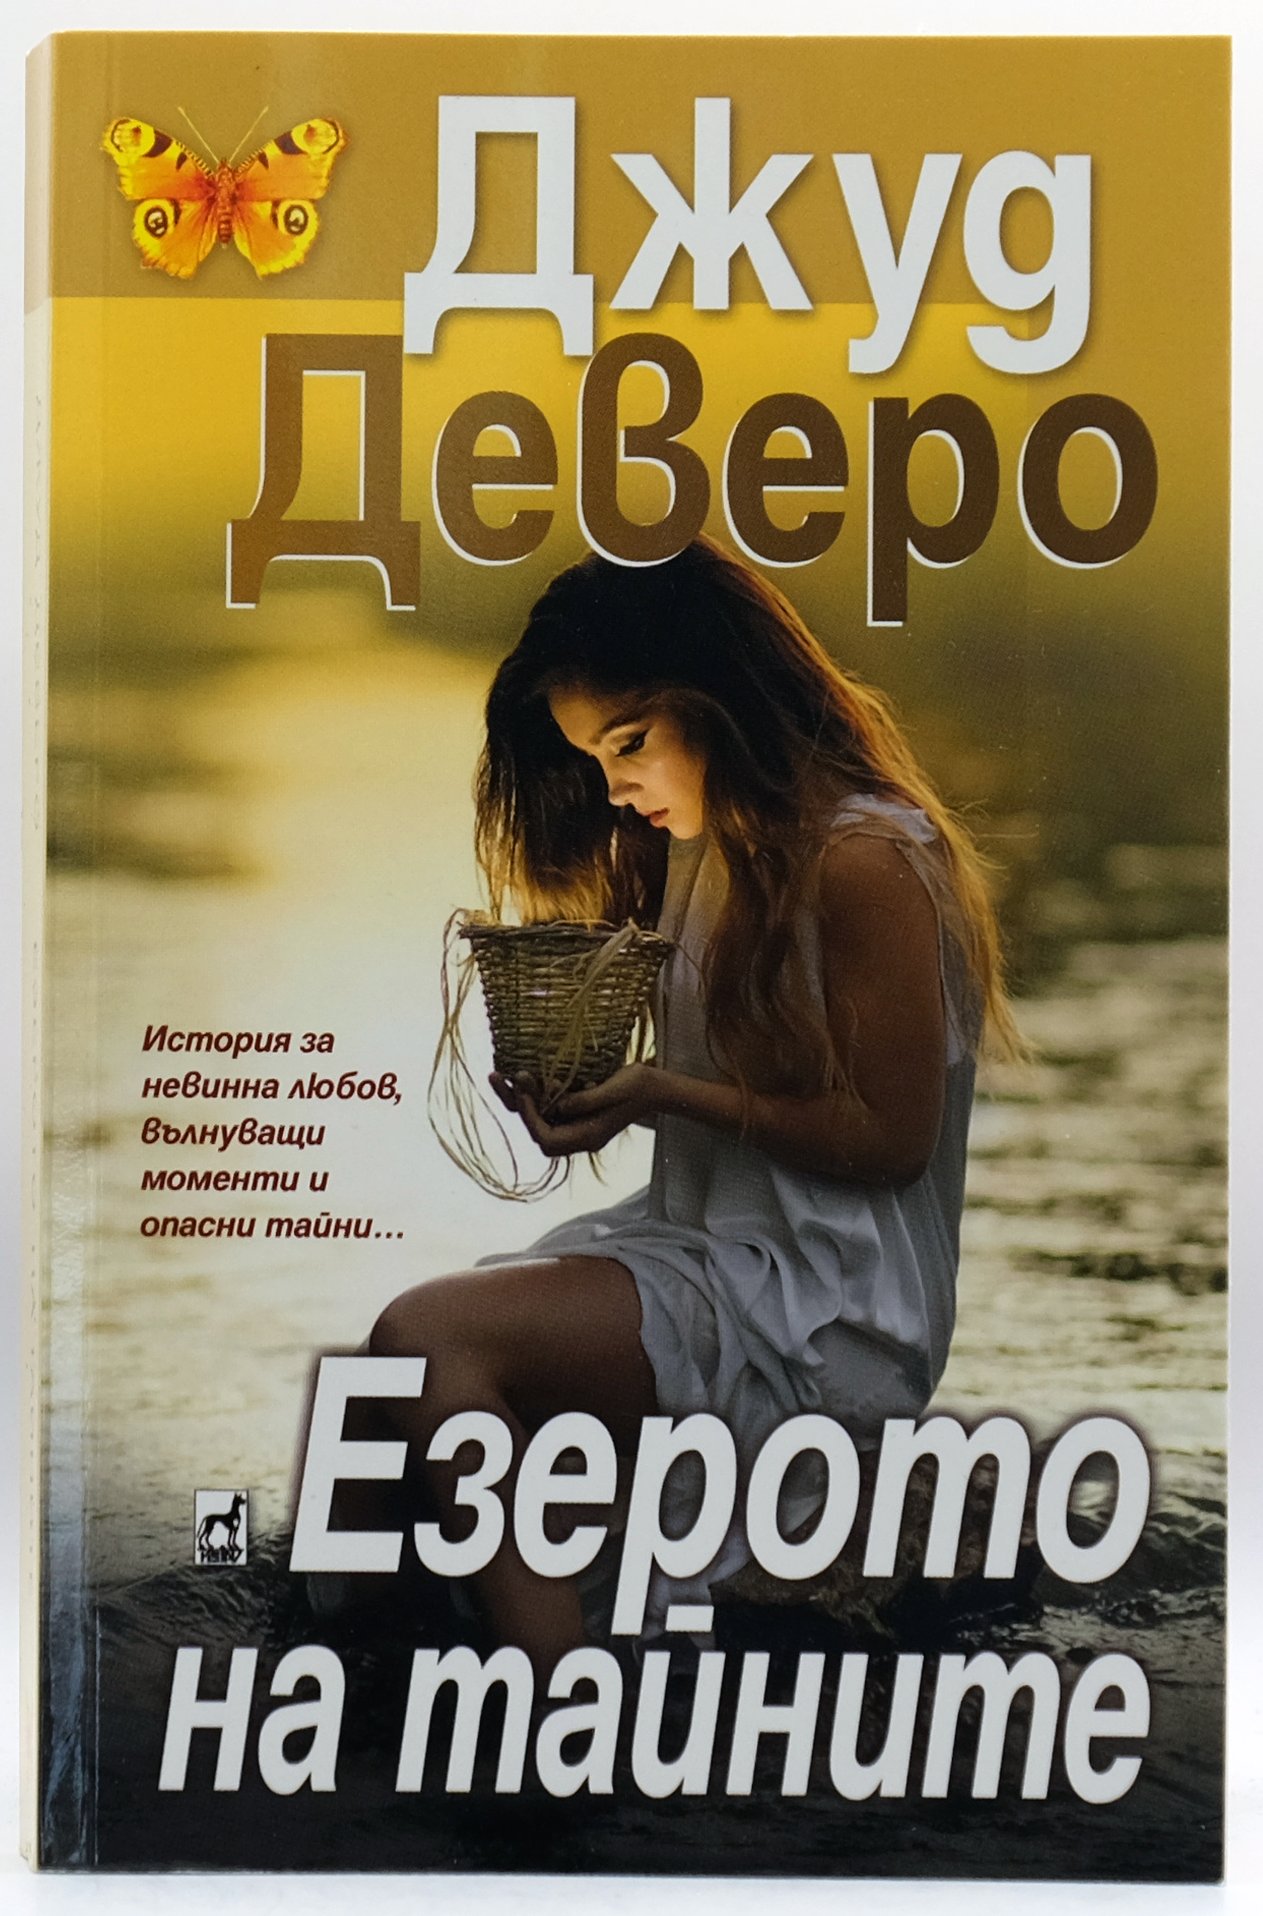 Джуд
Деверо
История за
невинна любов,
вълнуващи
моменти и
опасни тайни...
Езерото
на тайните